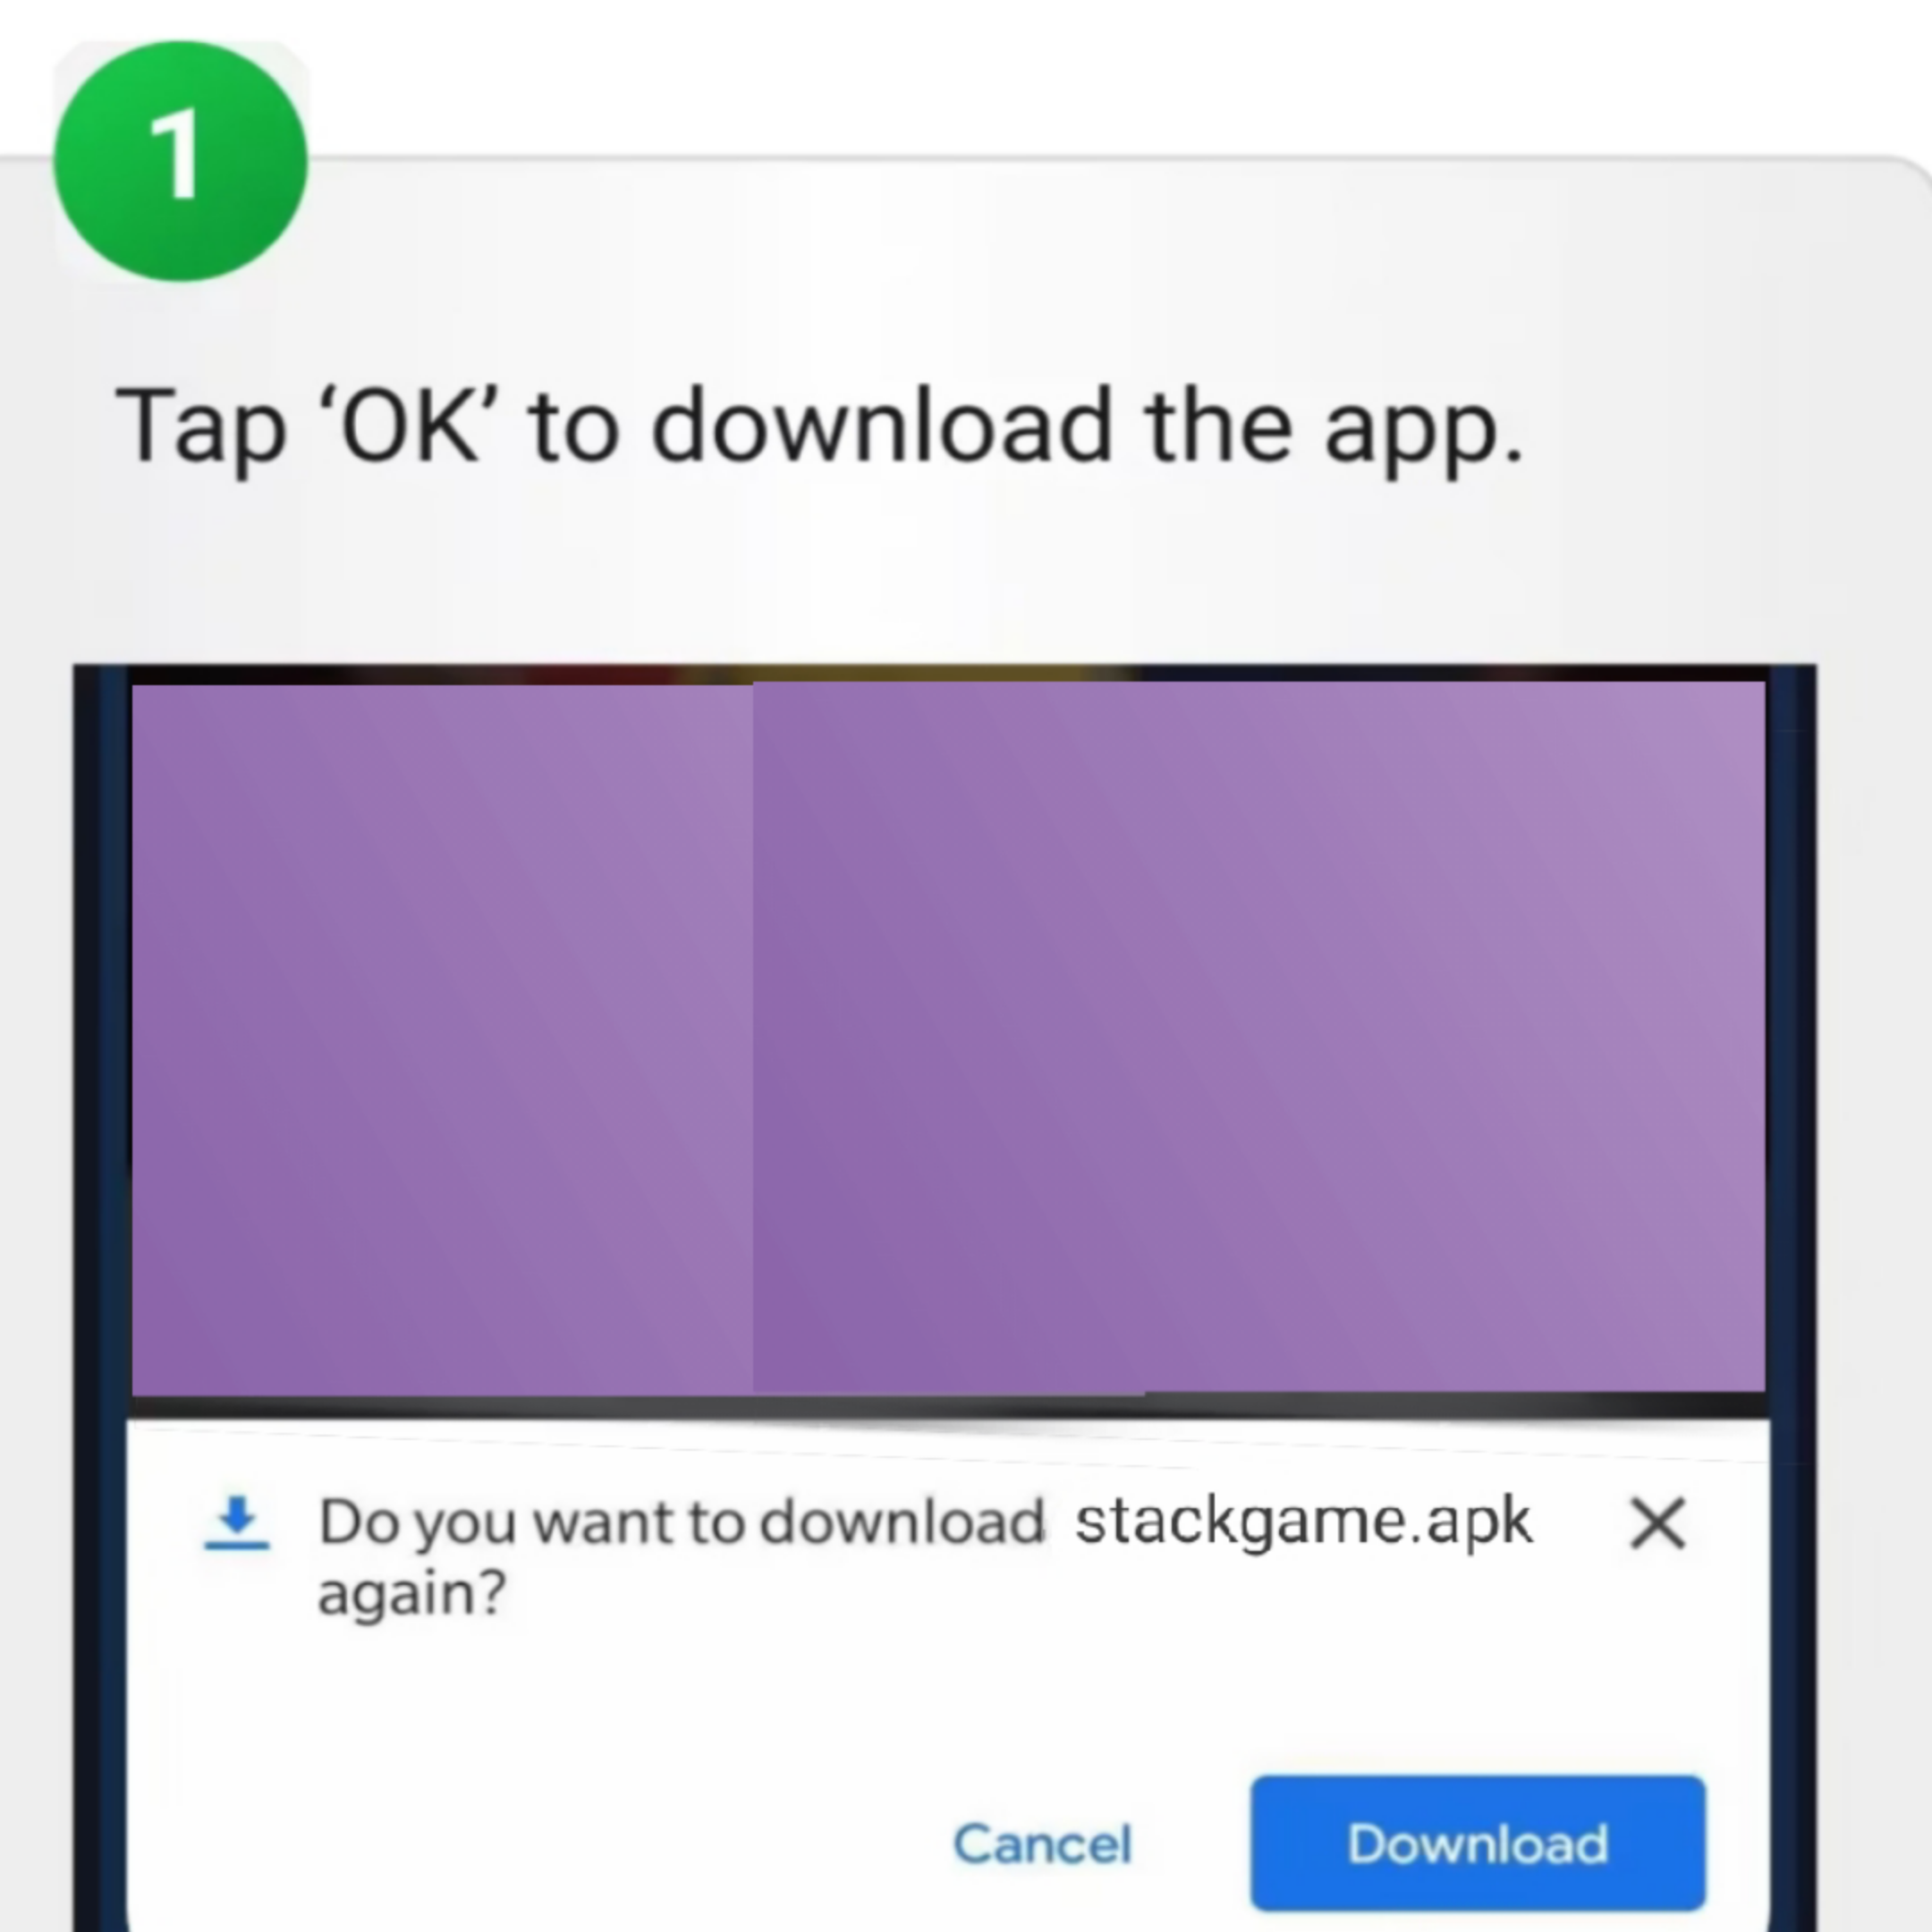 1
Tap ‘OK’ to download the app.
Do you want to download stackgame.apk
again?
Cancel Download